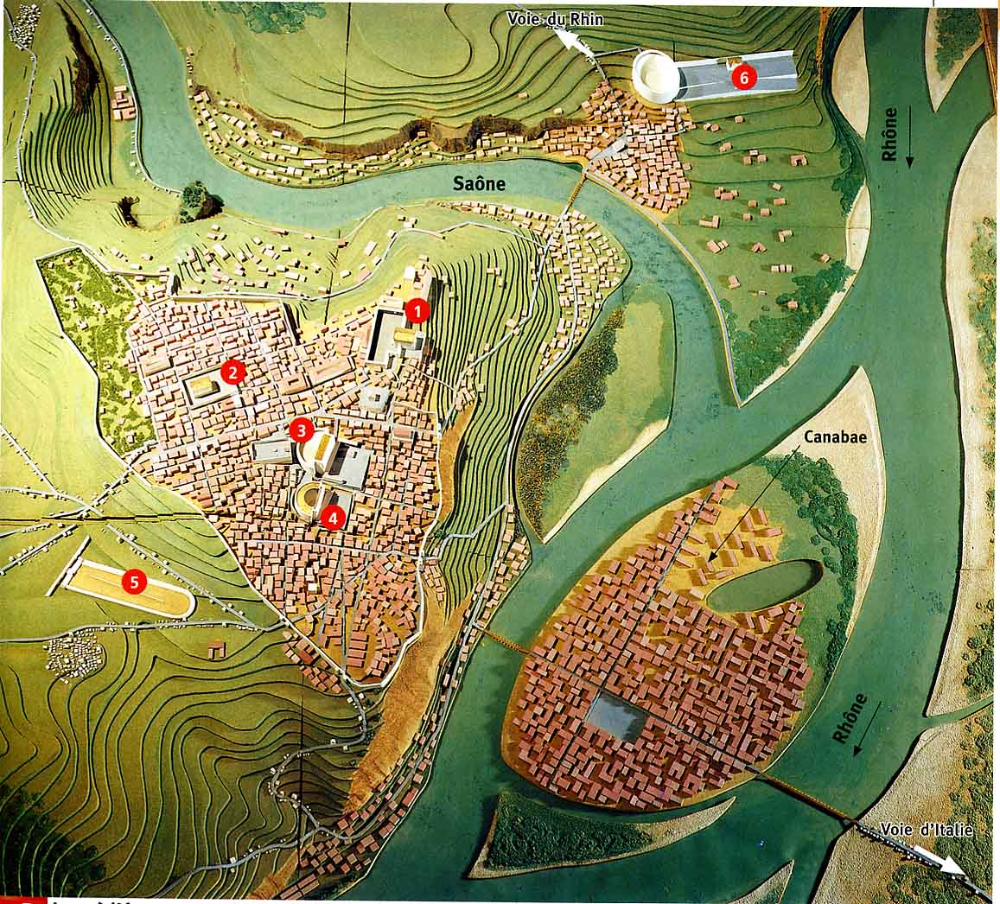 Voie du Rhin
6
Rhône
Saône
1
2
Canabae
3
4
5
Rhône
Voie d'Italie